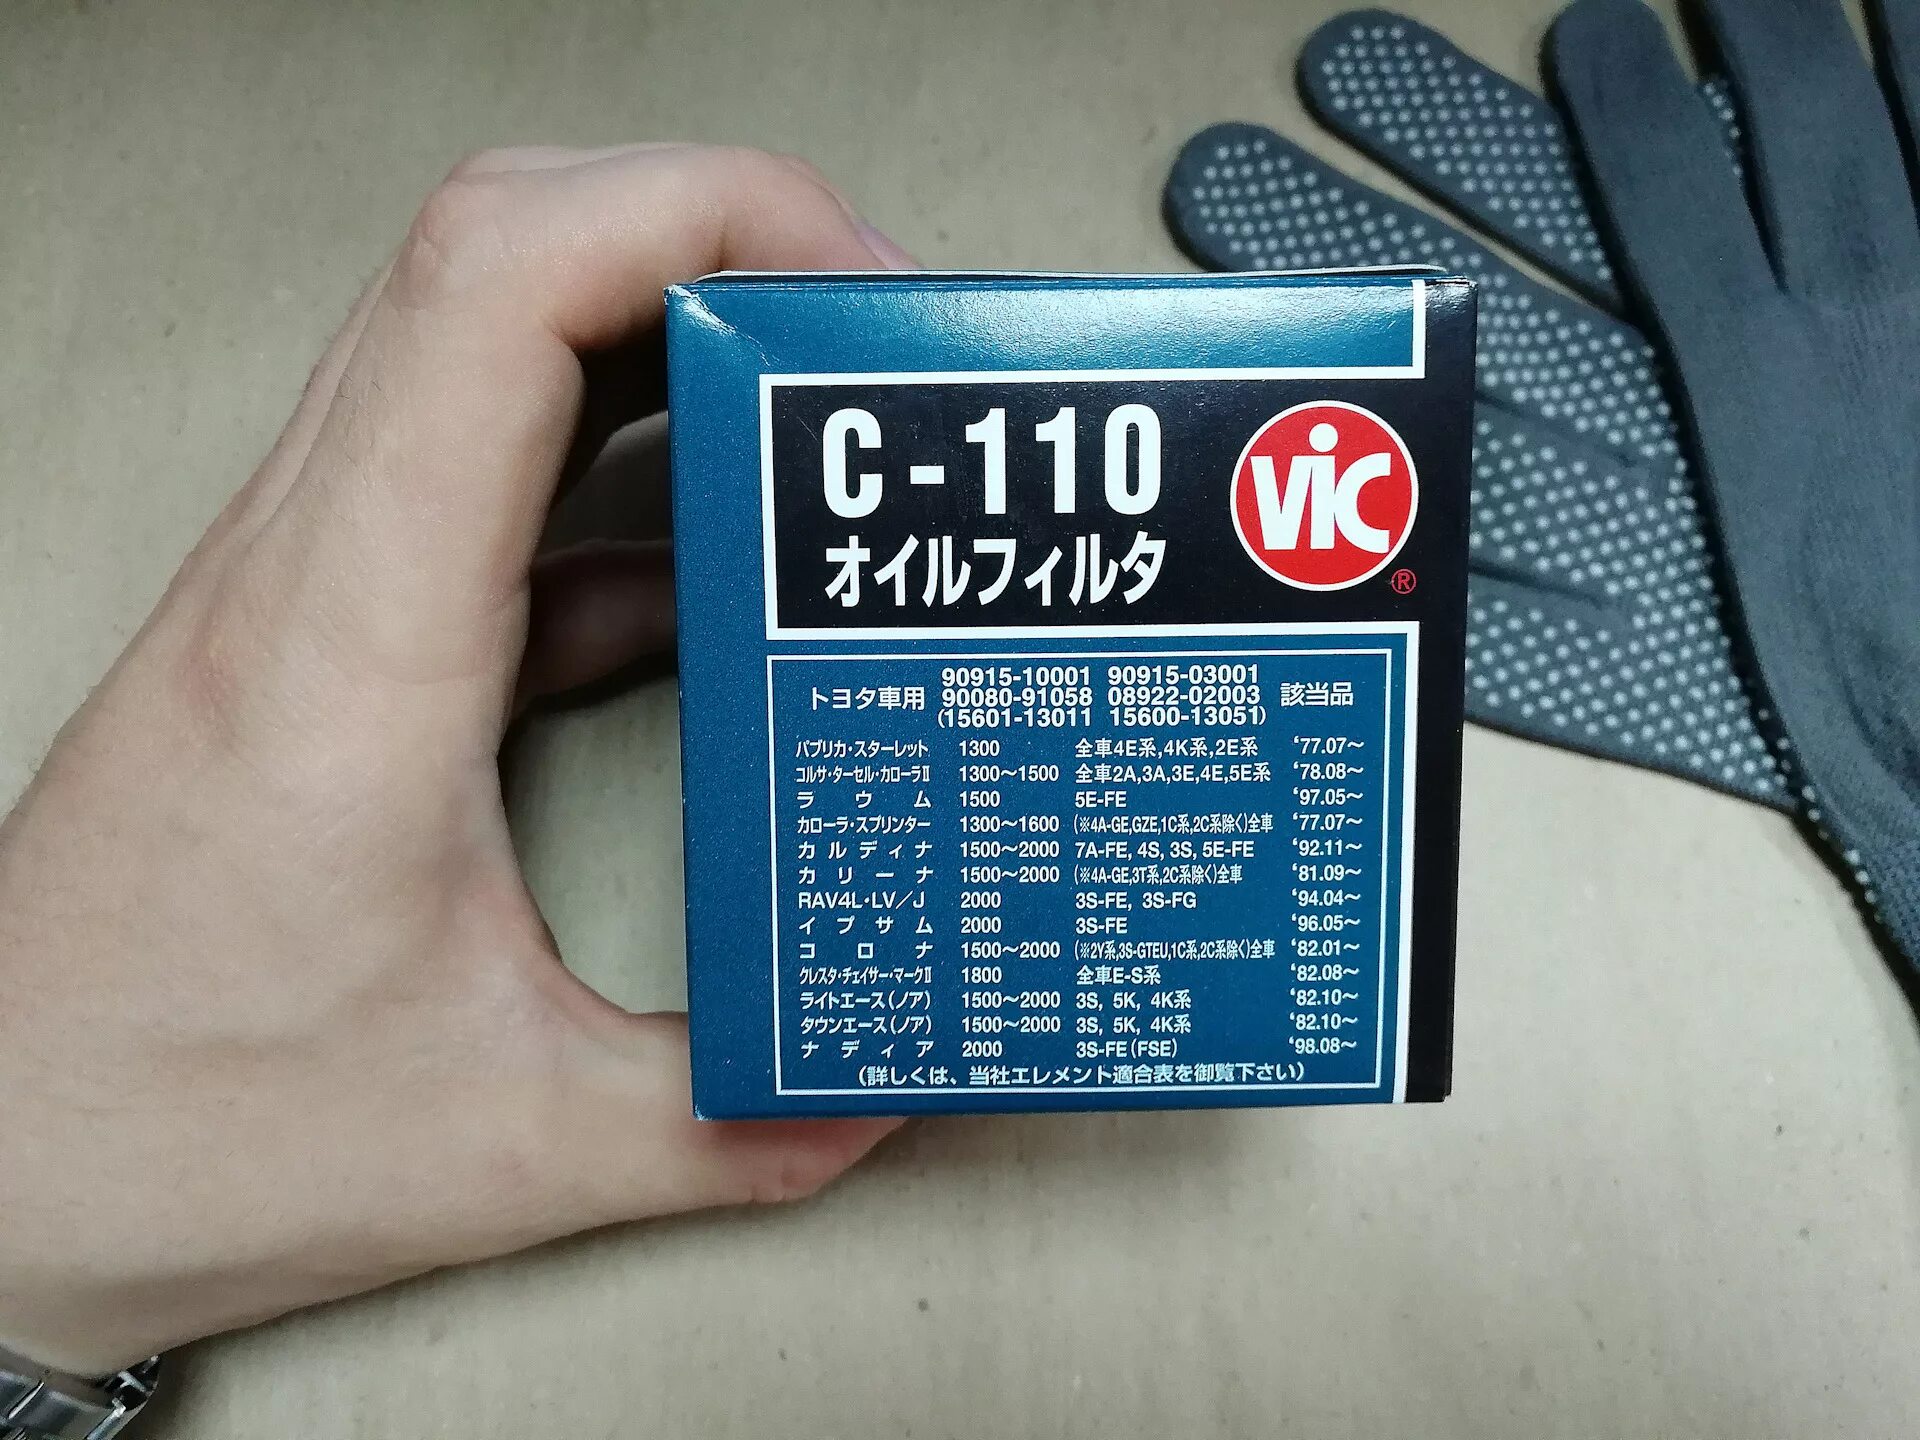 C-110
オイルフィルタ
ViC
®
90915-10001 90915-03001
トヨタ車用 90080-91058 08922-02003 該当品
(15601-13011 15600-13051)
パブリカ・スターレット 1300 全車4E系,4K系,2E系 '77.07～
コルサ・ターセル・カローラⅡ 1300～1500 全車2A,3A,3E,4E,5E系 '78.08～
ラウム 1500 5E-FE '97.05～
カローラ・スプリンター 1300～1600 (※4A-GE,GZE,1C系,2C系除く)全車 '77.07～
カルディナ 1500～2000 7A-FE, 4S, 3S, 5E-FE '92.11～
カリーナ 1500～2000 (※4A-GE,3T系,2C系除く)全車 '81.09～
RAV4L・LV／J 2000 3S-FE, 3S-FG '94.04～
イプサム 2000 3S-FE '96.05～
コロナ 1500～2000 (※2Y系,3S-GTEU,1C系,2C系除く)全車 '82.01～
クレスタ・チェイサー・マークⅡ 1800 全車E-S系 '82.08～
ライトエース(ノア) 1500～2000 3S, 5K, 4K系 '82.10～
タウンエース(ノア) 1500～2000 3S, 5K, 4K系 '82.10～
ナディア 2000 3S-FE(FSE) '98.08～
(詳しくは、当社エレメント適合表を御覧下さい)